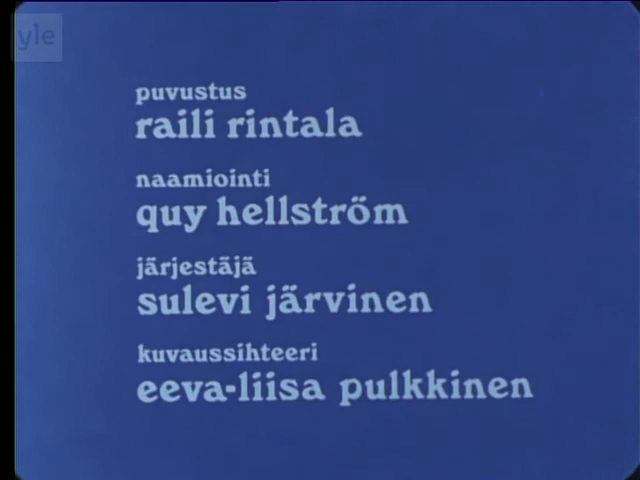 yle
puvustus
raili rintala
naamiointi
quy hellström
järjestäjä
sulevi järvinen
kuvaussihteeri
eeva-liisa pulkkinen